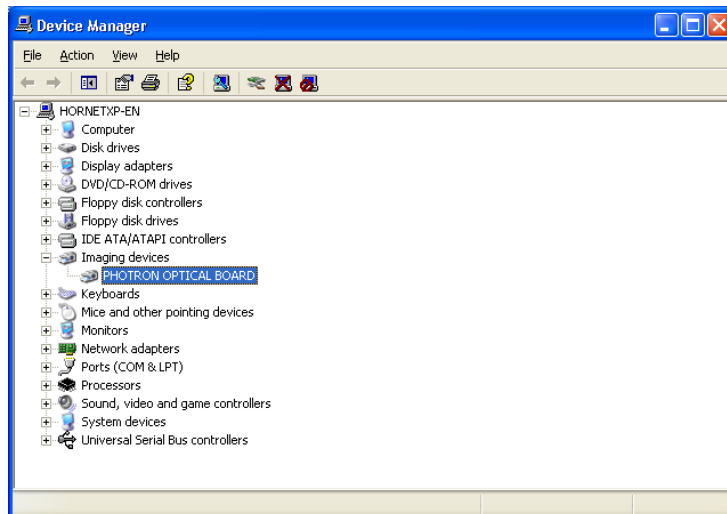 Device Manager
File Action View Help
HORNETXP-EN
Computer
Disk drives
Display adapters
DVD/CD-ROM drives
Floppy disk controllers
Floppy disk drives
IDE ATA/ATAPI controllers
Imaging devices
PHOTRON OPTICAL BOARD
Keyboards
Mice and other pointing devices
Monitors
Network adapters
Ports (COM & LPT)
Processors
Sound, video and game controllers
System devices
Universal Serial Bus controllers